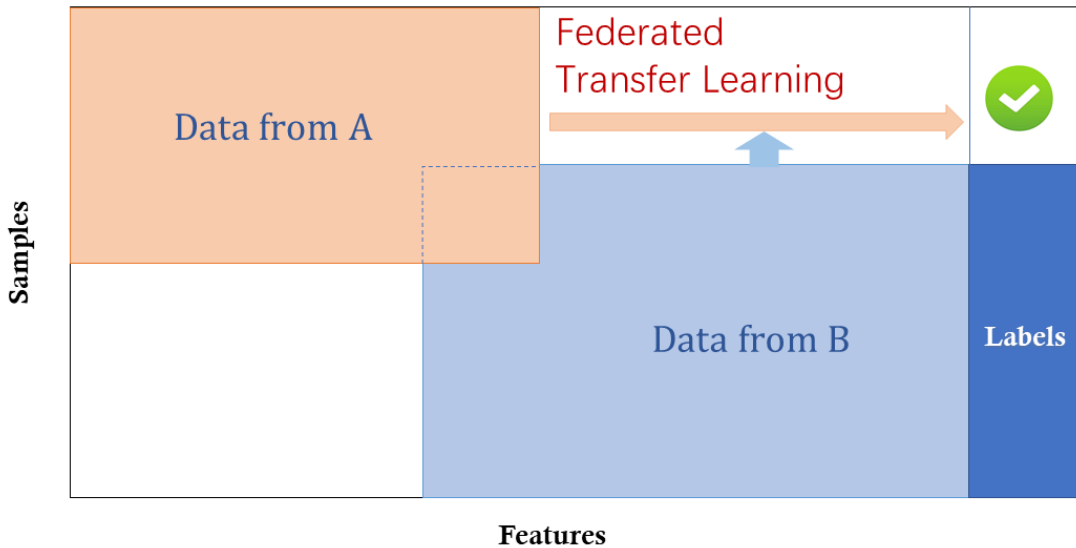 Federated
Transfer Learning
Data from A
Samples
Data from B
Labels
Features